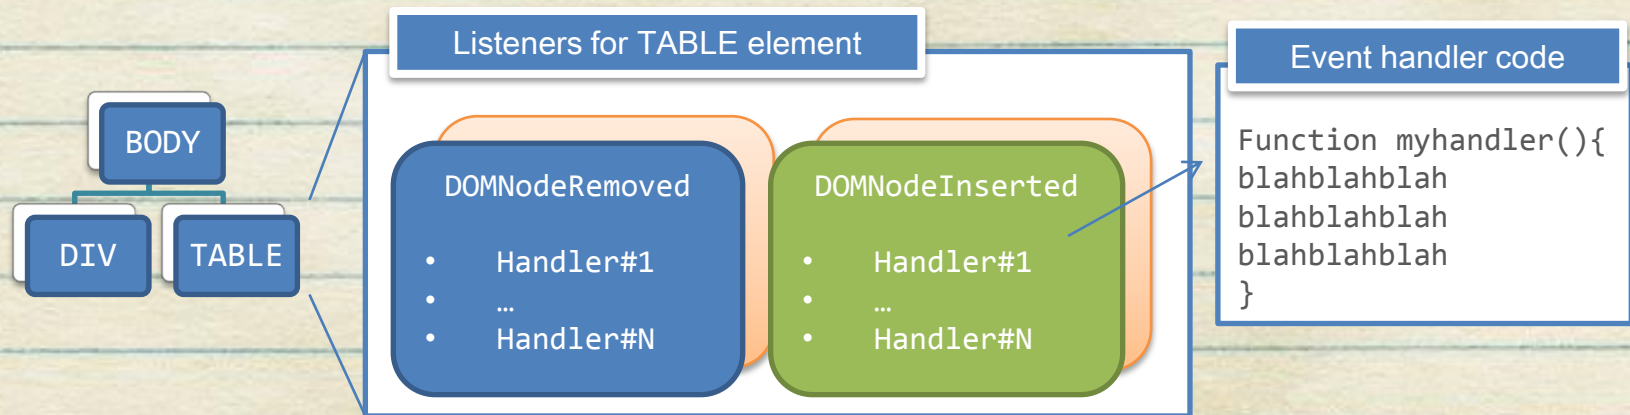 Listeners for TABLE element
Event handler code
BODY
DIV
TABLE
DOMNodeRemoved
• Handler#1
• …
• Handler#N
DOMNodeInserted
• Handler#1
• …
• Handler#N
Function myhandler(){
blahblahblah
blahblahblah
blahblahblah
}